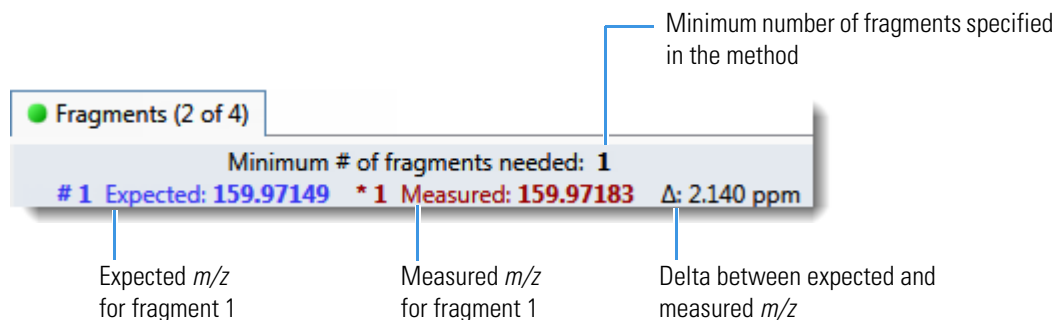 Minimum number of fragments specified
in the method
Fragments (2 of 4)
Minimum # of fragments needed: 1
# 1 Expected: 159.97149 * 1 Measured: 159.97183 Δ: 2.140 ppm
Expected m/z
for fragment 1
Measured m/z
for fragment 1
Delta between expected and
measured m/z